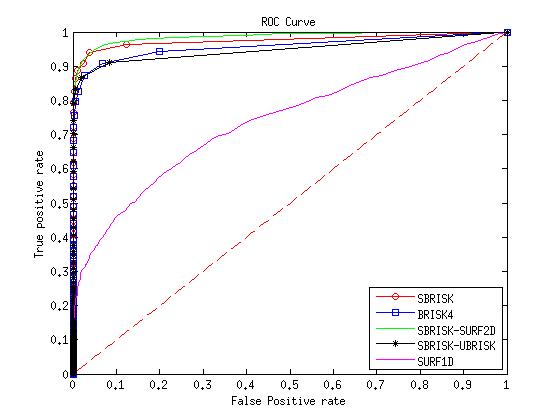 ROC Curve
1
0.9
0.8
0.7
0.6
0.5
0.4
0.3
0.2
0.1
0
True positive rate
0 0.1 0.2 0.3 0.4 0.5 0.6 0.7 0.8 0.9 1
False Positive rate
SBRISK
BRISK4
SBRISK-SURF2D
SBRISK-UBRISK
SURF1D